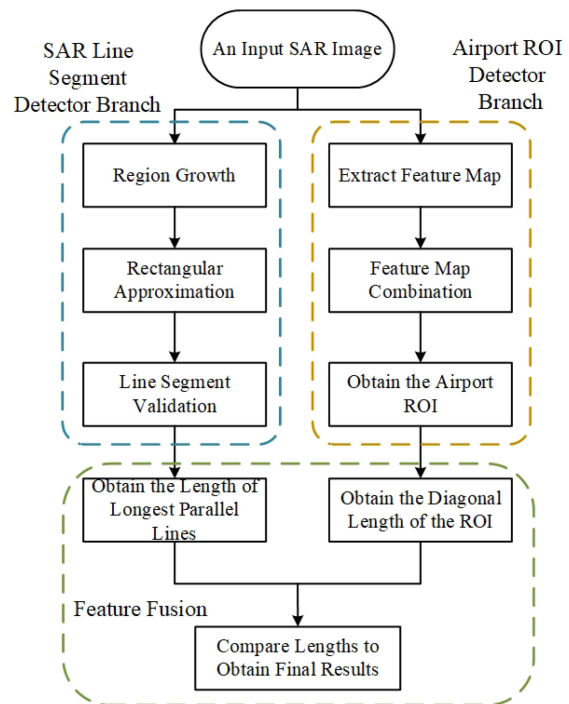 An Input SAR Image
SAR Line
Segment
Detector Branch
Airport ROI
Detector
Branch
Region Growth
Extract Feature Map
Rectangular
Approximation
Feature Map
Combination
Line Segment
Validation
Obtain the Airport
ROI
Obtain the Length of
Longest Parallel
Lines
Obtain the Diagonal
Length of the ROI
Feature Fusion
Compare Lengths to
Obtain Final Results